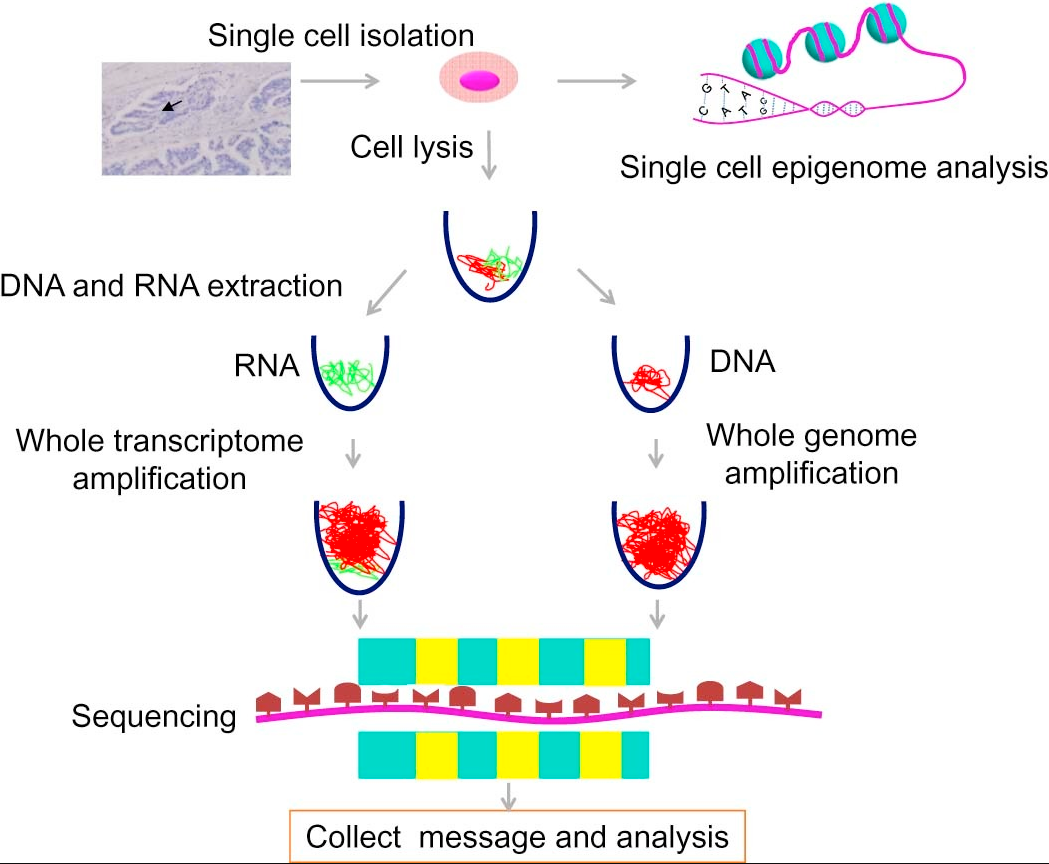 Single cell isolation
Cell lysis
C G A T T A G C
Single cell epigenome analysis
DNA and RNA extraction
RNA
DNA
Whole transcriptome
amplification
Whole genome
amplification
Sequencing
Collect message and analysis